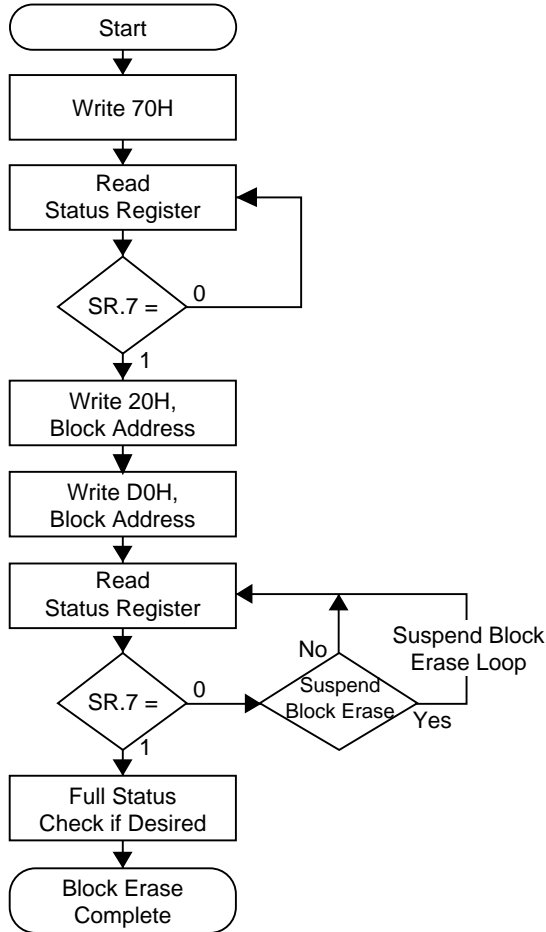 Start
Write 70H
Read
Status Register
SR.7 =
0
1
Write 20H,
Block Address
Write D0H,
Block Address
Read
Status Register
No
Suspend Block
Erase Loop
SR.7 =
0
Suspend
Block Erase
Yes
1
Full Status
Check if Desired
Block Erase
Complete